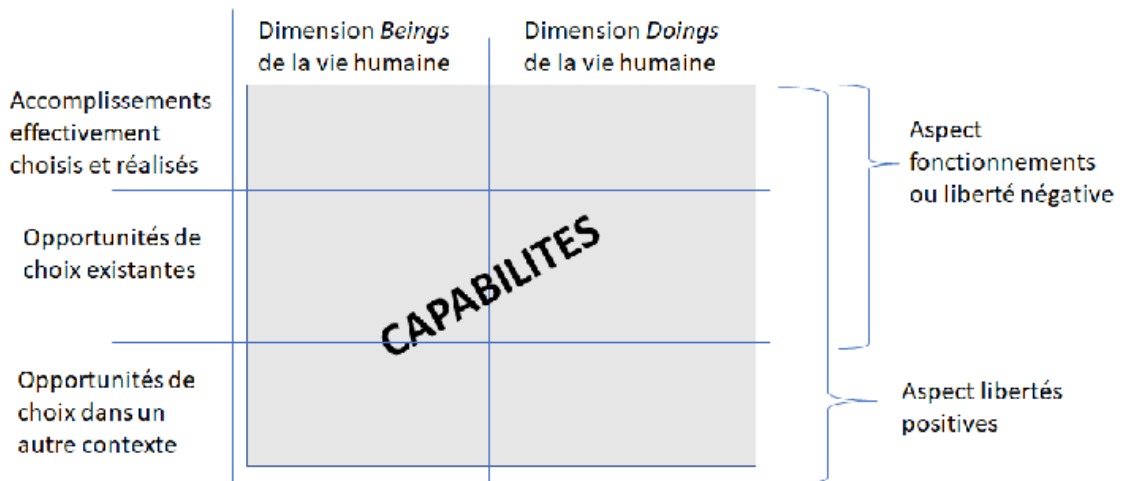 Dimension Beings
de la vie humaine
Dimension Doings
de la vie humaine
Accomplissements
effectivement
choisis et réalisés
Opportunités de
choix existantes
Opportunités de
choix dans un
autre contexte
CAPABILITES
Aspect
fonctionnements
ou liberté négative
Aspect libertés
positives